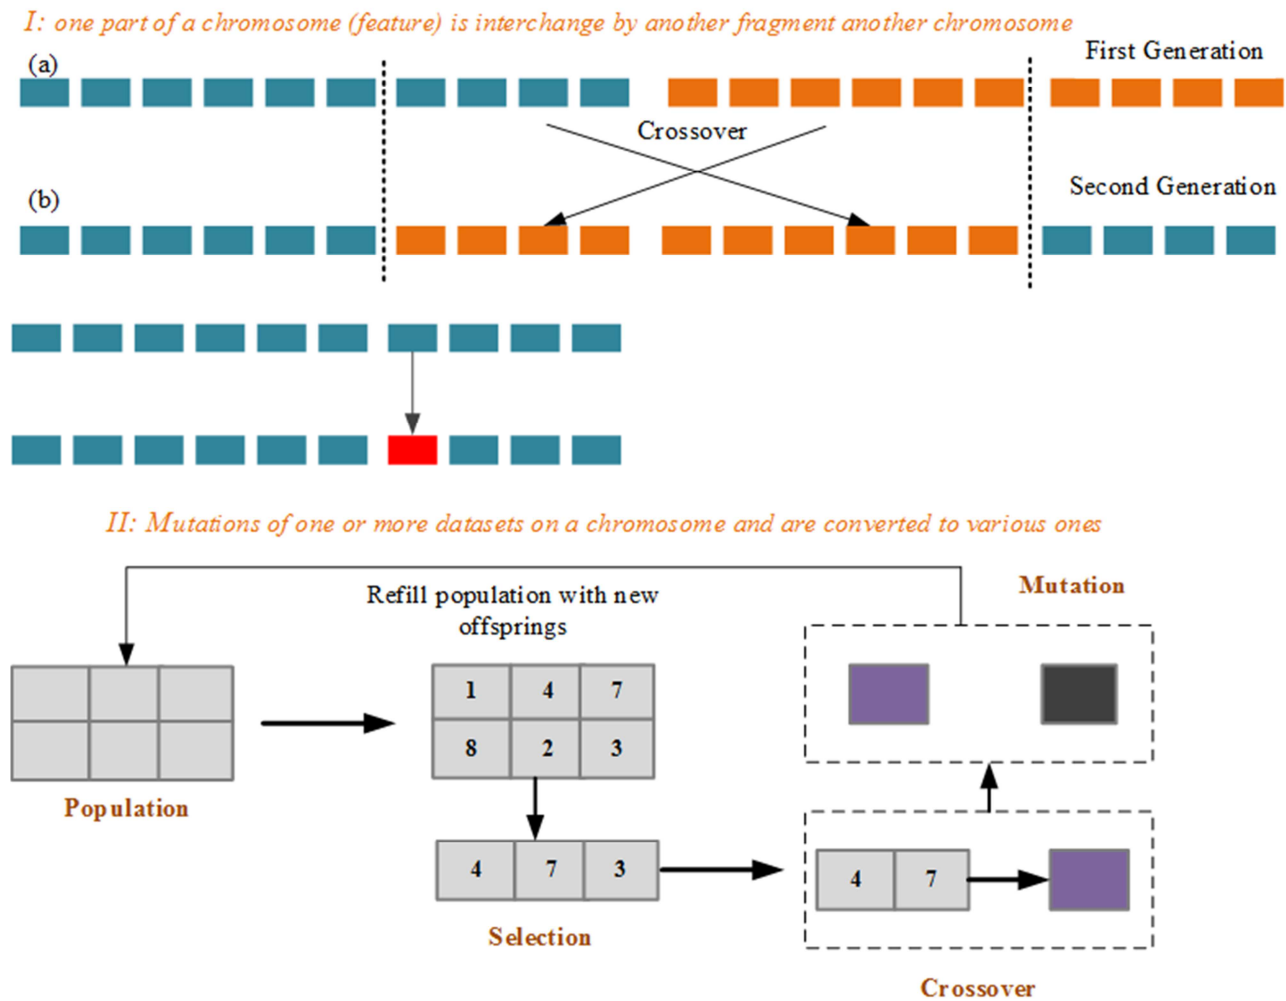 I: one part of a chromosome (feature) is interchange by another fragment another chromosome
(a)
First Generation
Crossover
(b)
Second Generation
II: Mutations of one or more datasets on a chromosome and are converted to various ones
Refill population with new
offsprings
Mutation
1 4 7
8 2 3
Population
4 7 3
4 7
Selection
Crossover